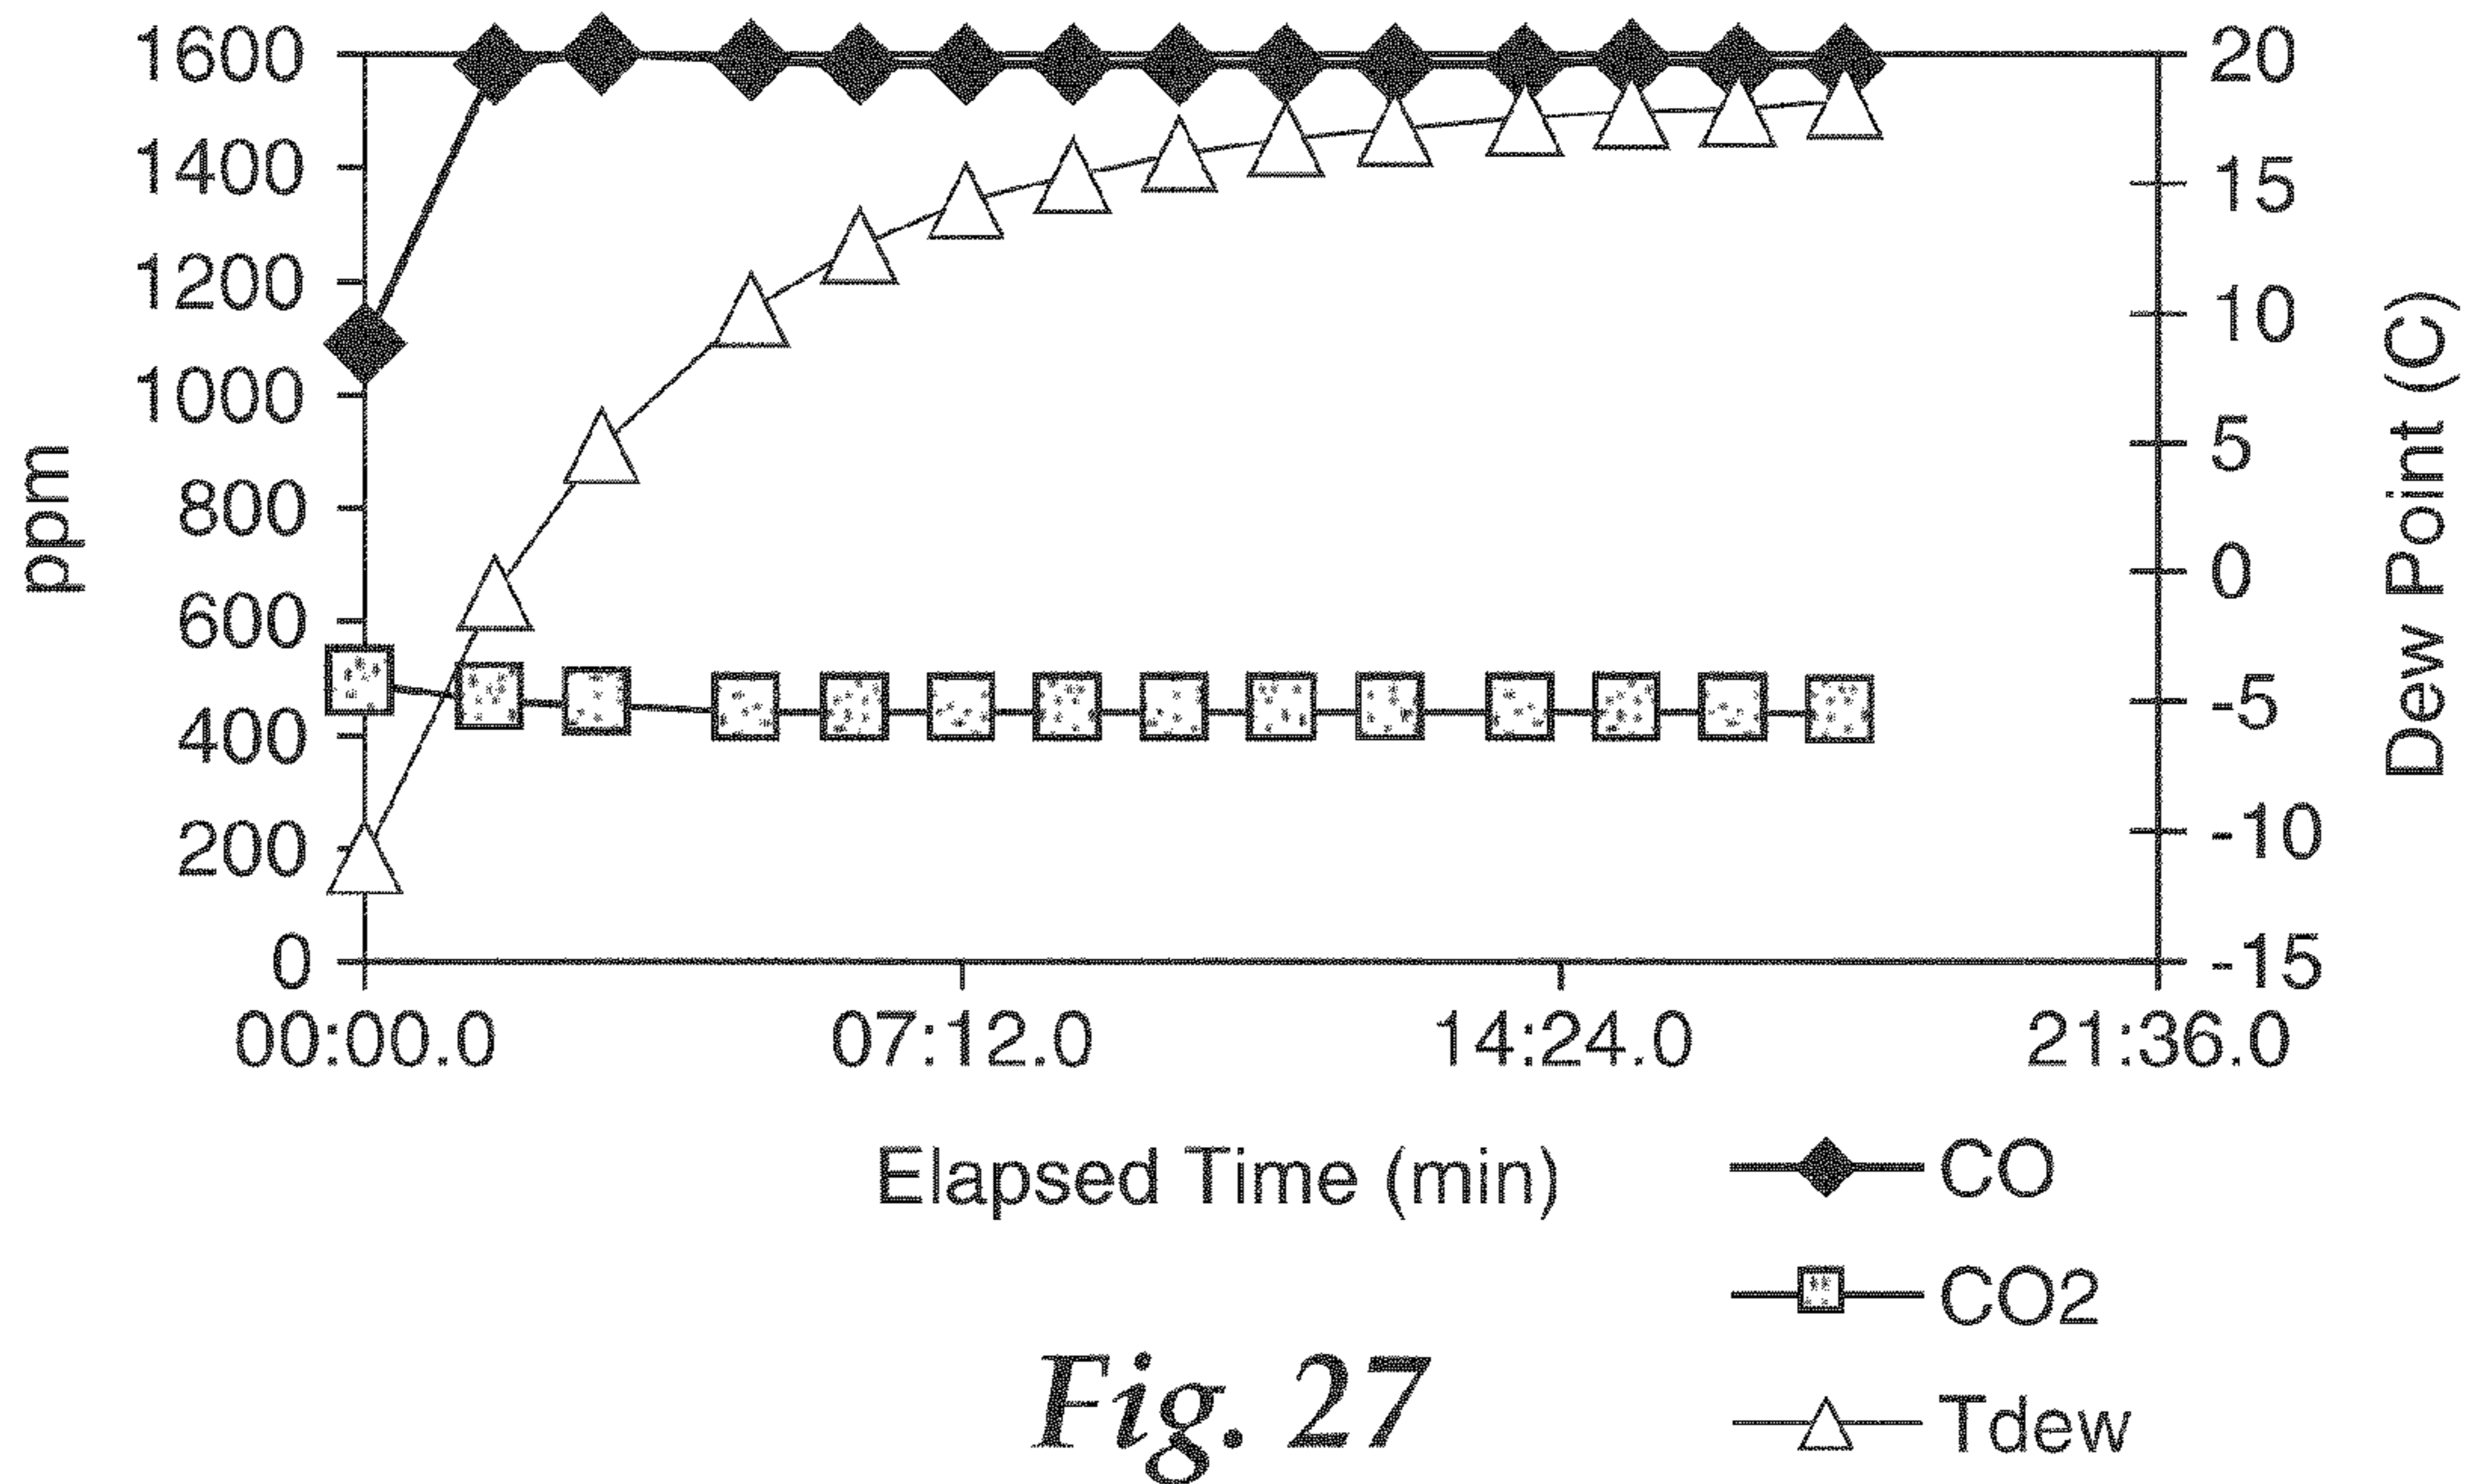 1600
1400
1200
1000
800
600
400
200
0
ppm
20
15
10
5
0
-5
-10
-15
Dew Point (C)
00:00.0 07:12.0 14:24.0 21:36.0
Elapsed Time (min)
CO
CO2
Tdew
Fig. 27